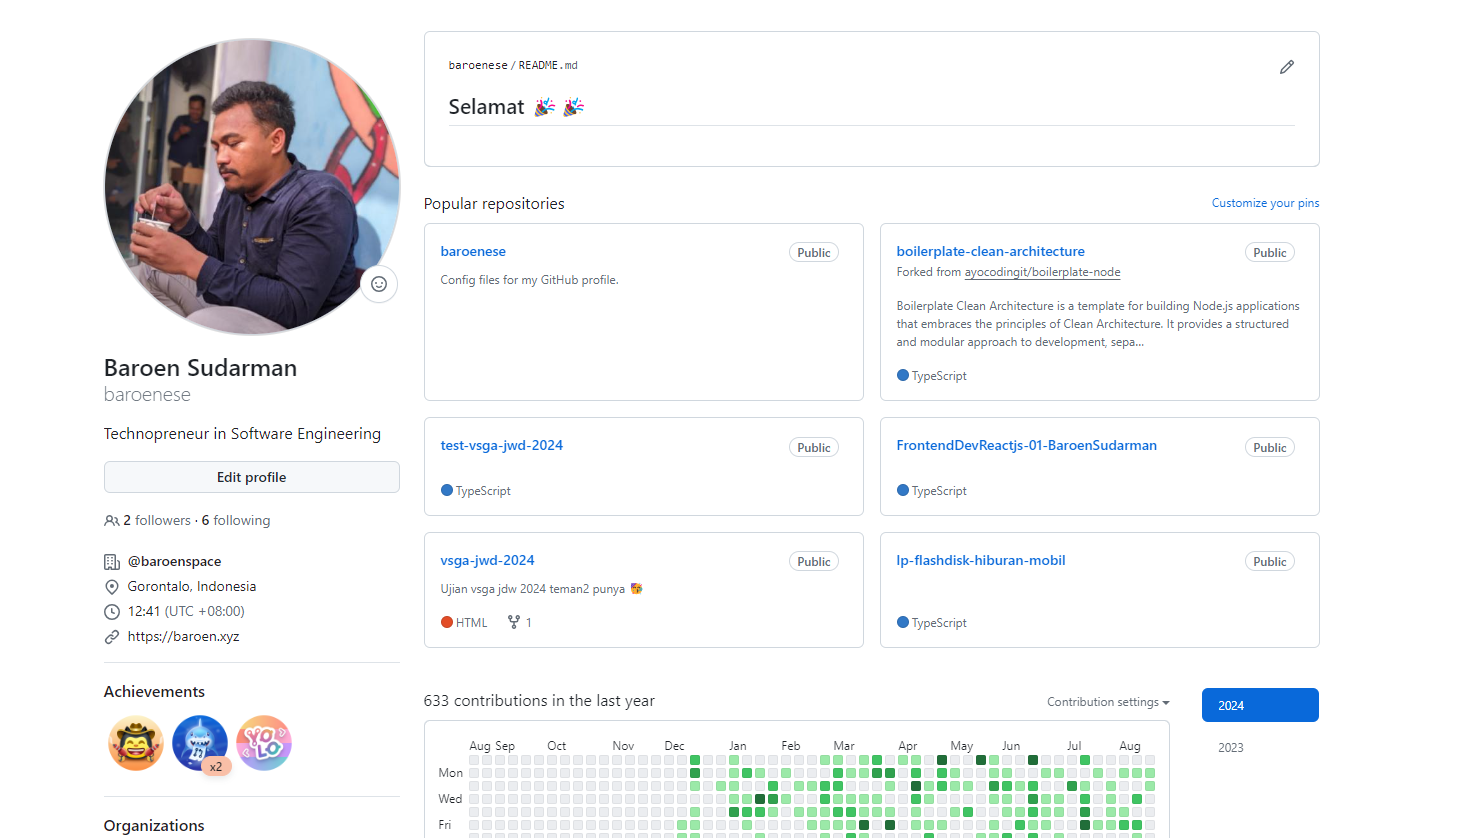 baroenese / README.md
Selamat 🎉 🎉
Popular repositories
Customize your pins
baroenese
Public
Config files for my GitHub profile.
boilerplate-clean-architecture
Public
Forked from ayocodingit/boilerplate-node
Boilerplate Clean Architecture is a template for building Node.js applications
that embraces the principles of Clean Architecture. It provides a structured
and modular approach to development, sepa...
TypeScript
test-vsga-jwd-2024
Public
TypeScript
FrontendDevReactjs-01-BaroenSudarman
Public
TypeScript
vsga-jwd-2024
Public
Ujian vsga jdw 2024 teman2 punya
HTML 1
lp-flashdisk-hiburan-mobil
Public
TypeScript
Baroen Sudarman
baroenese
Technopreneur in Software Engineering
Edit profile
2 followers · 6 following
@baroenspace
Gorontalo, Indonesia
12:41 (UTC +08:00)
https://baroen.xyz
Achievements
x2
YOLO
Organizations
633 contributions in the last year
Contribution settings
2024
2023
Aug Sep Oct Nov Dec Jan Feb Mar Apr May Jun Jul Aug
Mon
Wed
Fri